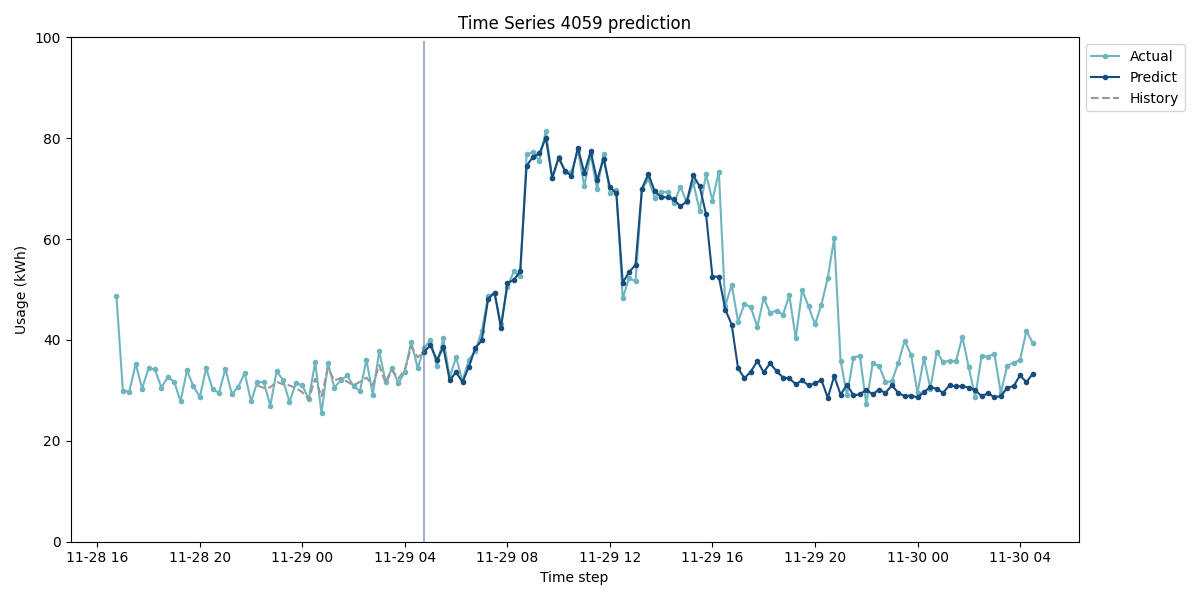 Time Series 4059 prediction
Actual
Predict
History
Usage (kWh)
100
80
60
40
20
0
11-28 16
11-28 20
11-29 00
11-29 04
11-29 08
11-29 12
11-29 16
11-29 20
11-30 00
11-30 04
Time step